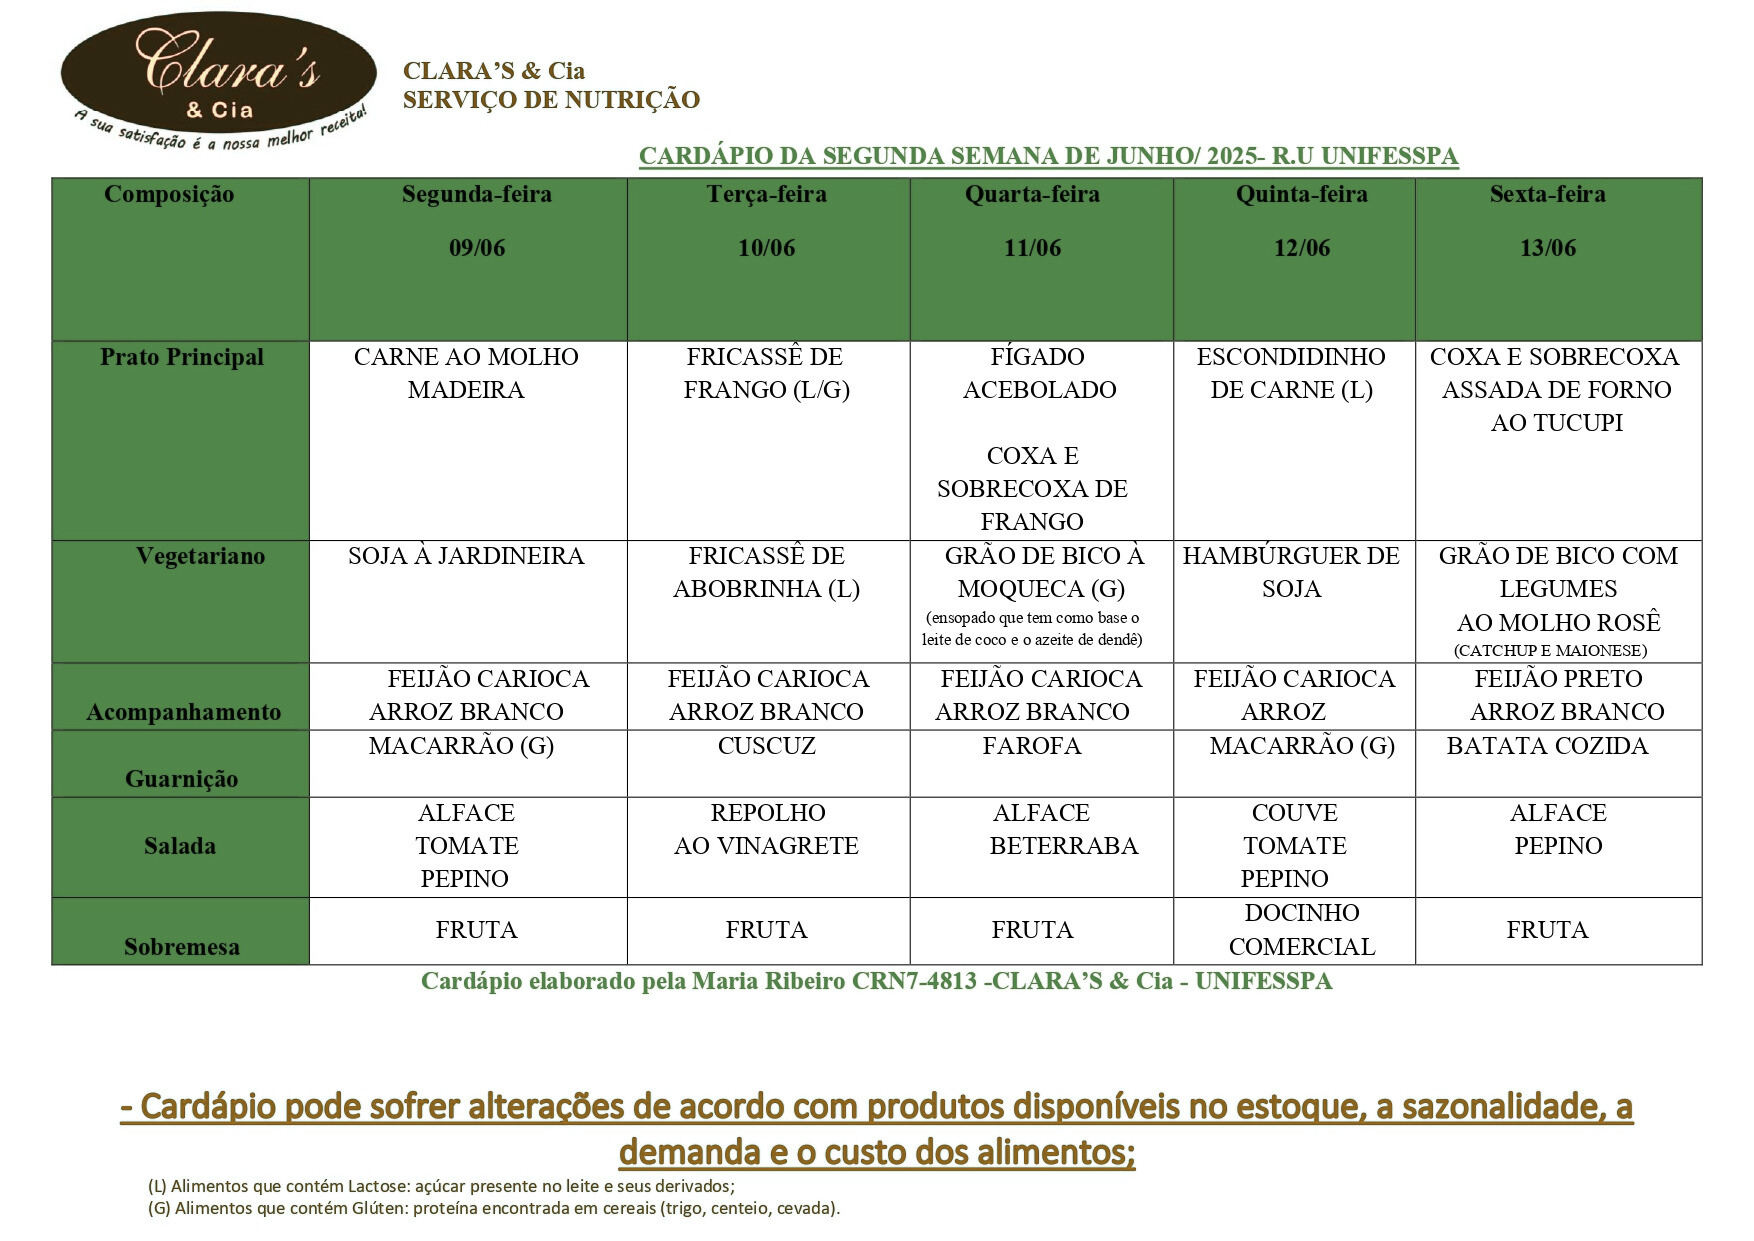 Clara's
& Cia
A sua satisfação é a nossa melhor receita!
CLARA'S & Cia
SERVIÇO DE NUTRIÇÃO
CARDÁPIO DA SEGUNDA SEMANA DE JUNHO/ 2025- R.U UNIFESSPA
Composição Segunda-feira Terça-feira Quarta-feira Quinta-feira Sexta-feira
09/06 10/06 11/06 12/06 13/06
Prato Principal
CARNE AO MOLHO
MADEIRA
FRICASSÊ DE
FRANGO (L/G)
FÍGADO
ACEBOLADO
COXA E
SOBRECOXA DE
FRANGO
ESCONDIDINHO
DE CARNE (L)
COXA E SOBRECOXA
ASSADA DE FORNO
AO TUCUPI
Vegetariano
SOJA À JARDINEIRA
FRICASSÊ DE
ABOBRINHA (L)
GRÃO DE BICO À
MOQUECA (G)
(ensopado que tem como base o
leite de coco e o azeite de dendê)
HAMBÚRGUER DE
SOJA
GRÃO DE BICO COM
LEGUMES
AO MOLHO ROSÊ
(CATCHUP E MAIONESE)
Acompanhamento
FEIJÃO CARIOCA
ARROZ BRANCO
FEIJÃO CARIOCA
ARROZ BRANCO
FEIJÃO CARIOCA
ARROZ BRANCO
FEIJÃO CARIOCA
ARROZ
FEIJÃO PRETO
ARROZ BRANCO
Guarnição
MACARRÃO (G)
CUSCUZ
FAROFA
MACARRÃO (G)
BATATA COZIDA
Salada
ALFACE
TOMATE
PEPINO
REPOLHO
AO VINAGRETE
ALFACE
BETERRABA
COUVE
TOMATE
PEPINO
ALFACE
PEPINO
Sobremesa
FRUTA
FRUTA
FRUTA
DOCINHO
COMERCIAL
FRUTA
Cardápio elaborado pela Maria Ribeiro CRN7-4813 -CLARA'S & Cia - UNIFESSPA
- Cardápio pode sofrer alterações de acordo com produtos disponíveis no estoque, a sazonalidade, a
demanda e o custo dos alimentos;
(L) Alimentos que contém Lactose: açúcar presente no leite e seus derivados;
(G) Alimentos que contém Glúten: proteína encontrada em cereais (trigo, centeio, cevada).